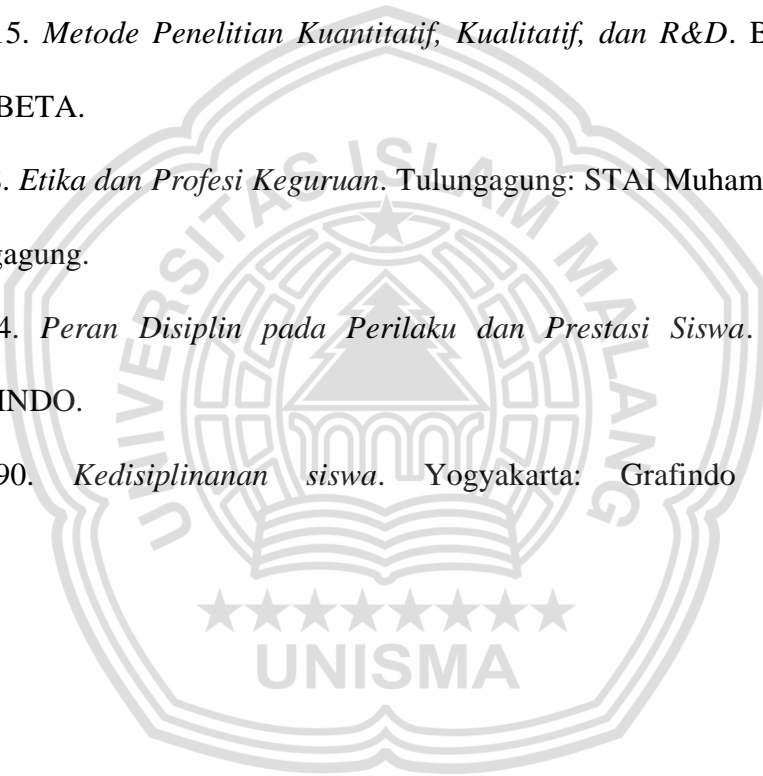 15. Metode Penelitian Kuantitatif, Kualitatif, dan R&D. B
BETA.
. Etika dan Profesi Keguruan. Tulungagung: STAI Muham
gagung.
4. Peran Disiplin pada Perilaku dan Prestasi Siswa.
INDO.
90. Kedisiplinanan siswa. Yogyakarta: Grafindo
UNIVERSITAS ISLAM MALANG
UNISMA